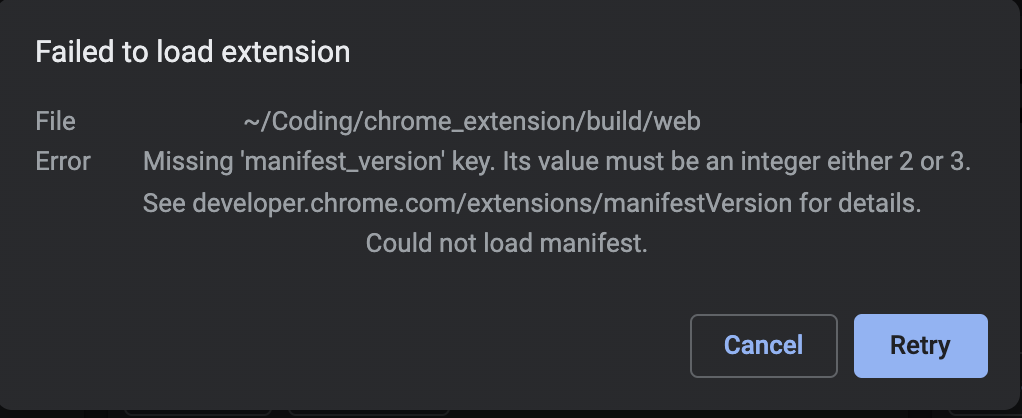 Failed to load extension
File ~/Coding/chrome_extension/build/web
Error Missing 'manifest_version' key. Its value must be an integer either 2 or 3.
See developer.chrome.com/extensions/manifestVersion for details.
Could not load manifest.
Cancel Retry